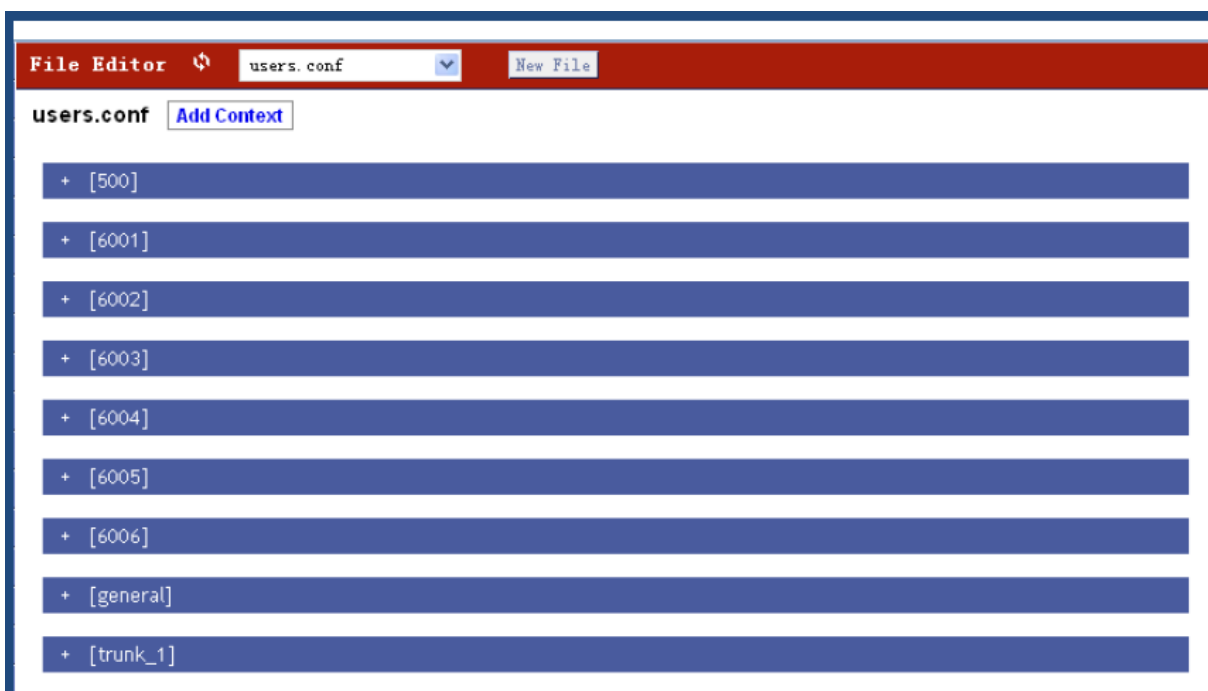 File Editor users.conf New File
users.conf Add Context
+ [500]
+ [6001]
+ [6002]
+ [6003]
+ [6004]
+ [6005]
+ [6006]
+ [general]
+ [trunk_1]